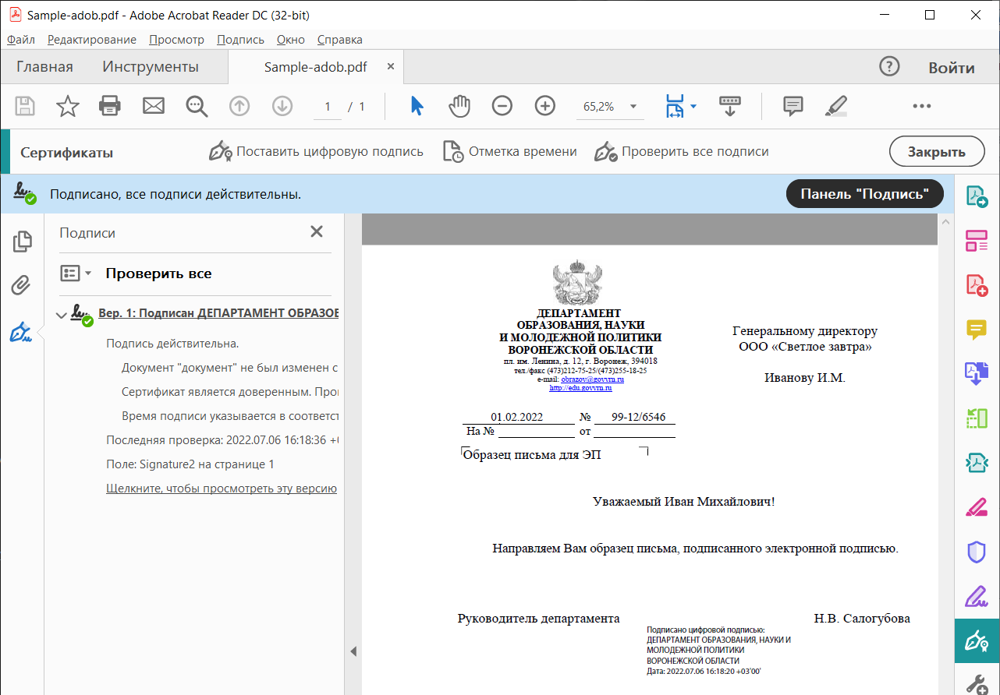 Sample-adob.pdf - Adobe Acrobat Reader DC (32-bit)
Файл Редактирование Просмотр Подпись Окно Справка
Главная Инструменты Sample-adob.pdf Войти
1 / 1 65,2%
Сертификаты Поставить цифровую подпись Отметка времени Проверить все подписи Закрыть
Подписано, все подписи действительны. Панель "Подпись"
Подписи
Проверить все
Вер. 1: Подписан ДЕПАРТАМЕНТ ОБРАЗОВ
Подпись действительна.
Документ "документ" не был изменен с
Сертификат является доверенным. Про
Время подписи указывается в соответст
Последняя проверка: 2022.07.06 16:18:36 +
Поле: Signature2 на странице 1
Щелкните, чтобы просмотреть эту версию
ДЕПАРТАМЕНТ
ОБРАЗОВАНИЯ, НАУКИ
И МОЛОДЕЖНОЙ ПОЛИТИКИ
ВОРОНЕЖСКОЙ ОБЛАСТИ
пл. им. Ленина, д. 12, г. Воронеж, 394018
тел./факс (473)212-75-25/(473)255-18-25
e-mail: obrazov@govvrn.ru
http://edu.govvrn.ru
Генеральному директору
ООО «Светлое завтра»
Иванову И.М.
01.02.2022 № 99-12/6546
На № от
Образец письма для ЭП
Уважаемый Иван Михайлович!
Направляем Вам образец письма, подписанного электронной подписью.
Руководитель департамента Н.В. Салогубова
Подписано цифровой подписью:
ДЕПАРТАМЕНТ ОБРАЗОВАНИЯ, НАУКИ И
МОЛОДЕЖНОЙ ПОЛИТИКИ
ВОРОНЕЖСКОЙ ОБЛАСТИ
Дата: 2022.07.06 16:18:20 +03'00'